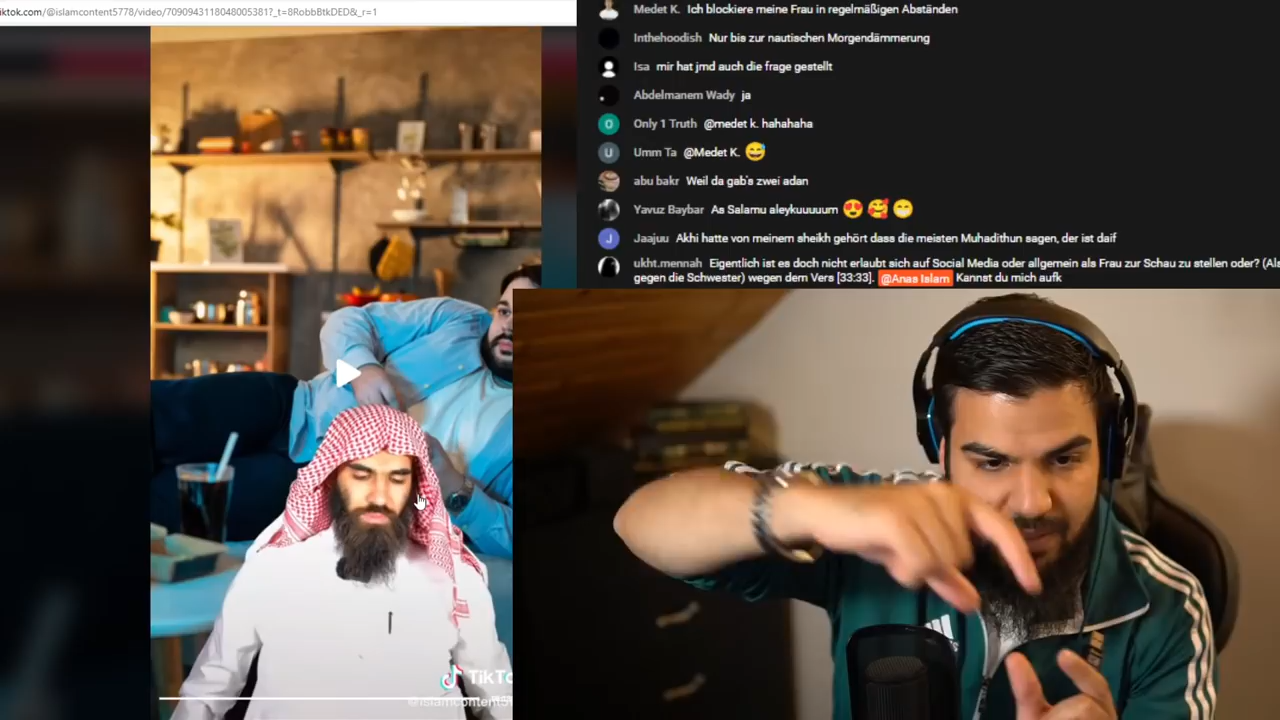 iktok.com/@islamcontent5778/video/7090943118048005381?_t=8RobbBtkDED&_r=1
Medet K. Ich blockiere meine Frau in regelmäßigen Abständen
Inthehoodish Nur bis zur nautischen Morgendämmerung
Isa mir hat jmd auch die frage gestellt
Abdelmanem Wady ja
O Only 1 Truth @medet k. hahahaha
U Umm Ta @Medet K. 😅
abu bakr Weil da gab's zwei adan
Yavuz Baybar As Salamu aleykuuuuum 😍 🥰 😁
J Jaajuu Akhi hatte von meinem sheikh gehört dass die meisten Muhadithun sagen, der ist daif
ukht.mennah Eigentlich ist es doch nicht erlaubt sich auf Social Media oder allgemein als Frau zur Schau zu stellen oder? (Als
gegen die Schwester) wegen dem Vers [33:33]. @Anas Islam Kannst du mich aufk
TikTo
@islamcontent5